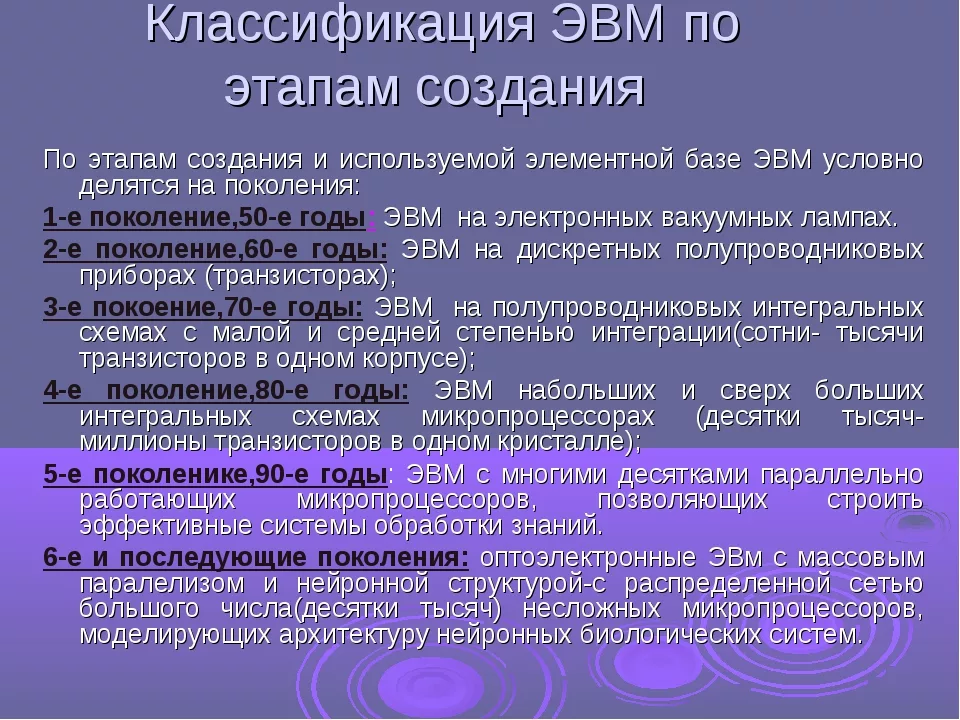 Классификация ЭВМ по
этапам создания
По этапам создания и используемой элементной базе ЭВМ условно
делятся на поколения:
1-е поколение,50-е годы: ЭВМ на электронных вакуумных лампах.
2-е поколение,60-е годы: ЭВМ на дискретных полупроводниковых
приборах (транзисторах);
3-е покоение,70-е годы: ЭВМ на полупроводниковых интегральных
схемах с малой и средней степенью интеграции(сотни- тысячи
транзисторов в одном корпусе);
4-е поколение,80-е годы: ЭВМ набольших и сверх больших
интегральных схемах микропроцессорах (десятки тысяч-
миллионы транзисторов в одном кристалле);
5-е поколенике,90-е годы: ЭВМ с многими десятками параллельно
работающих микропроцессоров, позволяющих строить
эффективные системы обработки знаний.
6-е и последующие поколения: оптоэлектронные ЭВм с массовым
паралелизом и нейронной структурой-с распределенной сетью
большого числа(десятки тысяч) несложных микропроцессоров,
моделирующих архитектуру нейронных биологических систем.